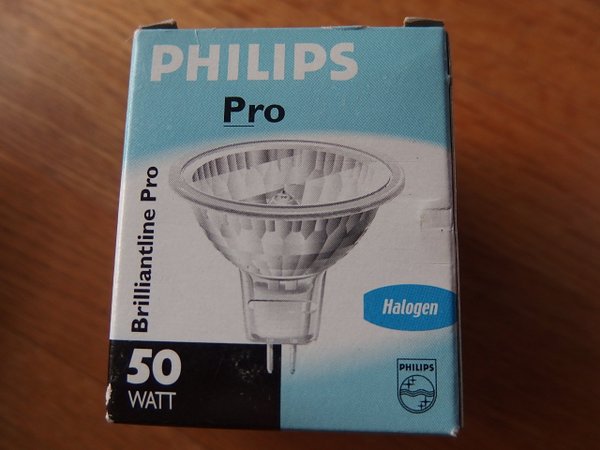 PHILIPS
Pro
Brilliantline Pro
Halogen
50
WATT
PHILIPS